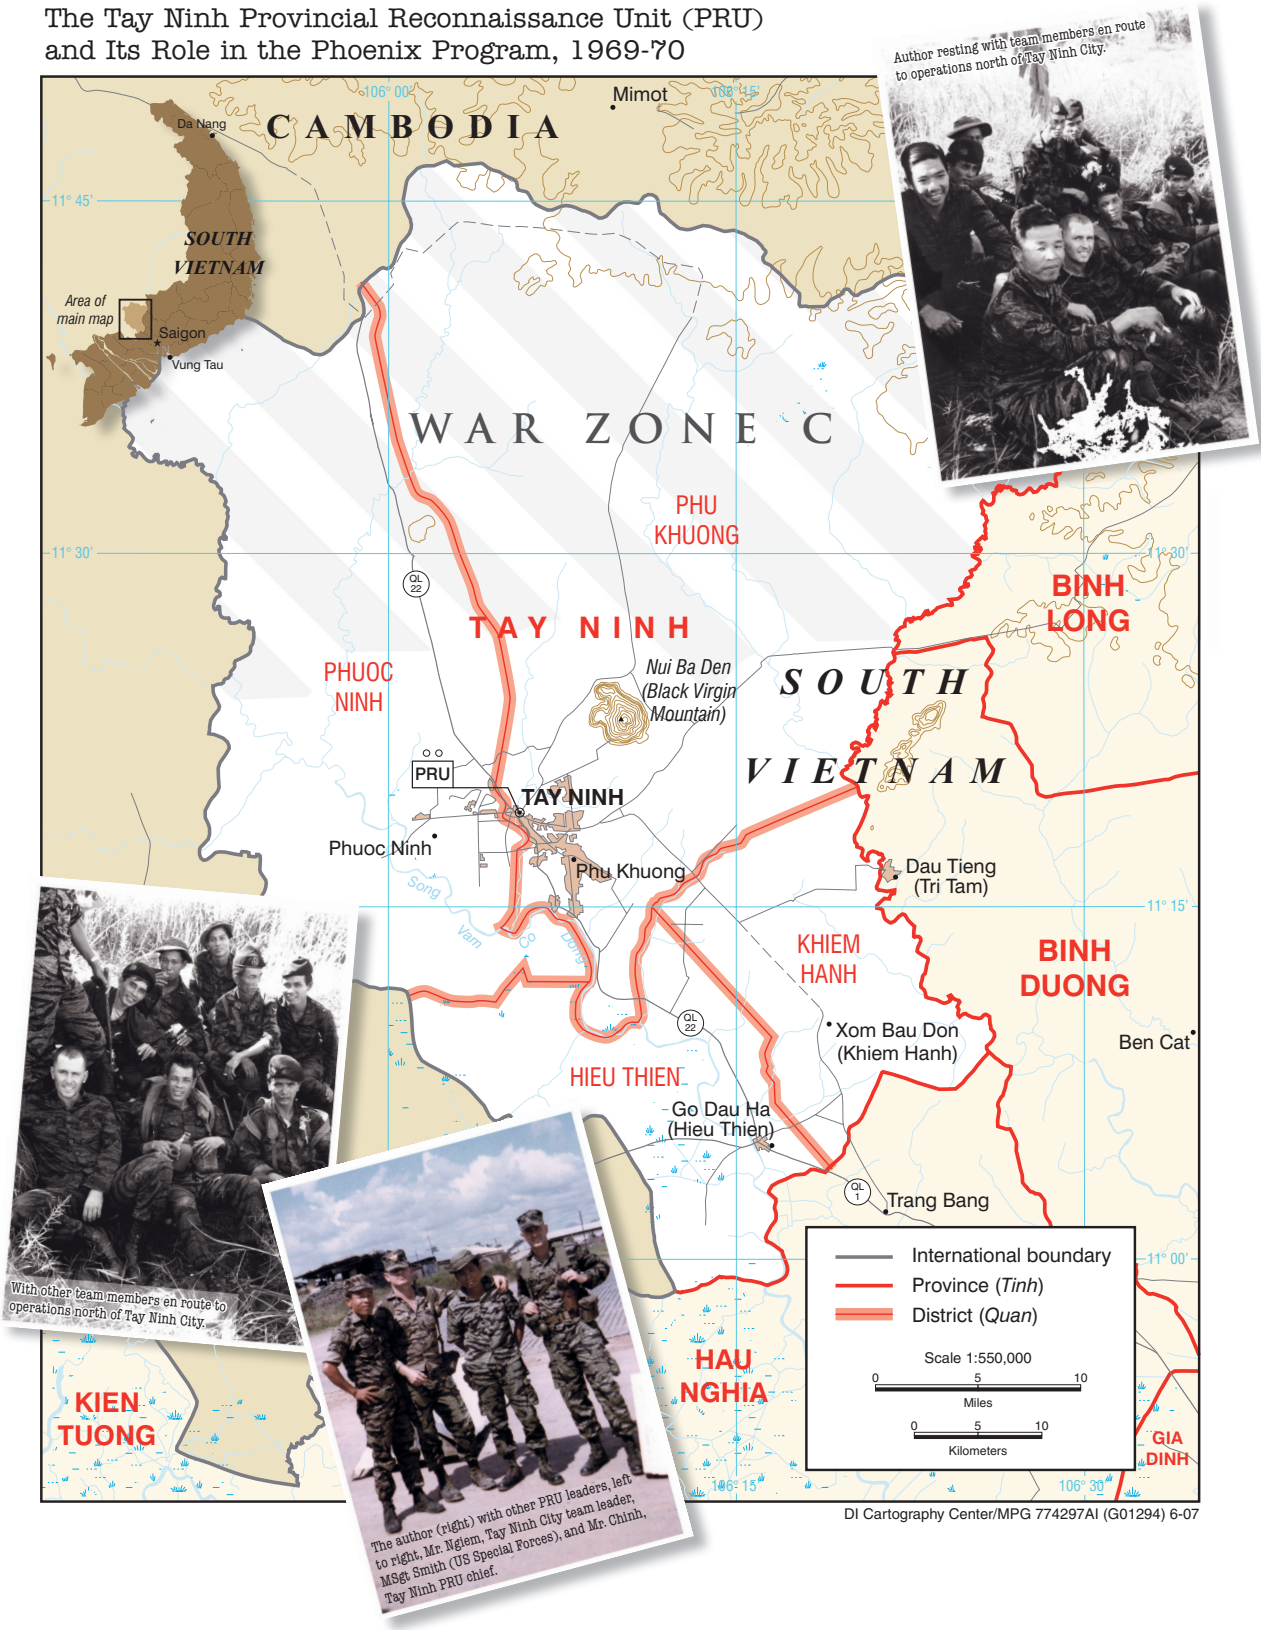 The Tay Ninh Provincial Reconnaissance Unit (PRU)
and Its Role in the Phoenix Program, 1969-70
Author resting with team members en route
to operations north of Tay Ninh City.
106° 00'
106° 15'
Mimot
CAMBODIA
Da Nang
11° 45'
SOUTH
VIETNAM
Area of
main map
Saigon
Vung Tau
WAR ZONE C
PHU
KHUONG
11° 30'
11° 30'
QL
22
BINH
LONG
TAY NINH
PHUOC
NINH
Nui Ba Den
(Black Virgin
Mountain)
SOUTH
VIETNAM
PRU
TAY NINH
Phuoc Ninh
Phu Khuong
Dau Tieng
(Tri Tam)
Song
Vam
Co
Dong
11° 15'
KHIEM
HANH
BINH
DUONG
QL
22
Xom Bau Don
(Khiem Hanh)
Ben Cat
HIEU THIEN
Go Dau Ha
(Hieu Thien)
QL
1
Trang Bang
With other team members en route to
operations north of Tay Ninh City.
International boundary
Province (Tinh)
District (Quan)
Scale 1:550,000
0 5 10
Miles
0 5 10
Kilometers
11° 00'
HAU
NGHIA
KIEN
TUONG
GIA
DINH
106° 15'
106° 30'
The author (right) with other PRU leaders, left
to right, Mr. Ngiem, Tay Ninh City team leader,
MSgt Smith (US Special Forces), and Mr. Chinh,
Tay Ninh PRU chief.
DI Cartography Center/MPG 774297AI (G01294) 6-07